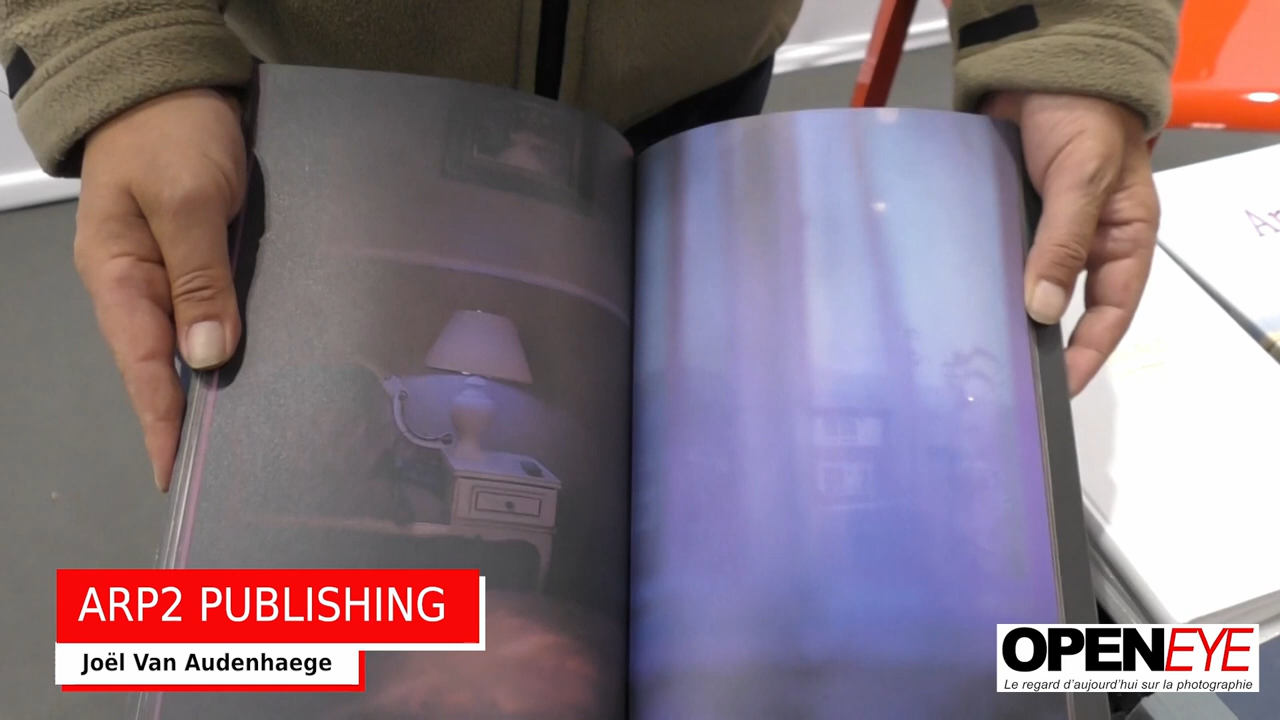 ARP2 PUBLISHING
Joël Van Audenhaege
OPENEYE
Le regard d'aujourd'hui sur la photographie